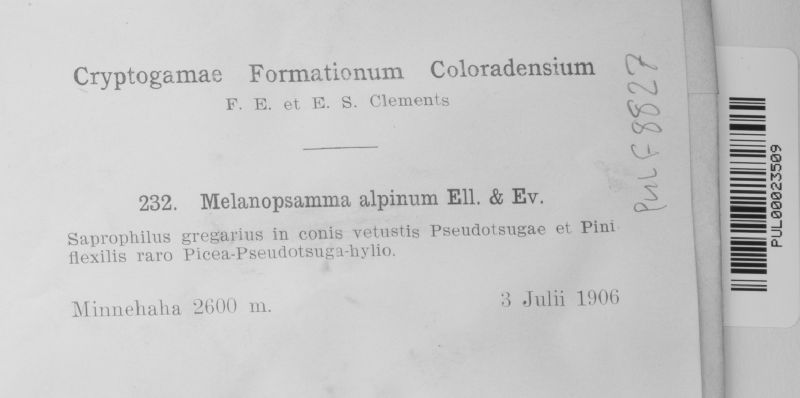 Cryptogamae Formationum Coloradensium
F. E. et E. S. Clements
232. Melanopsamma alpinum Ell. & Ev.
Saprophilus gregarius in conis vetustis Pseudotsugae et Pini
flexilis raro Picea-Pseudotsuga-hylio.
Minnehaha 2600 m. 3 Julii 1906
PUL F8827
PUL00023509